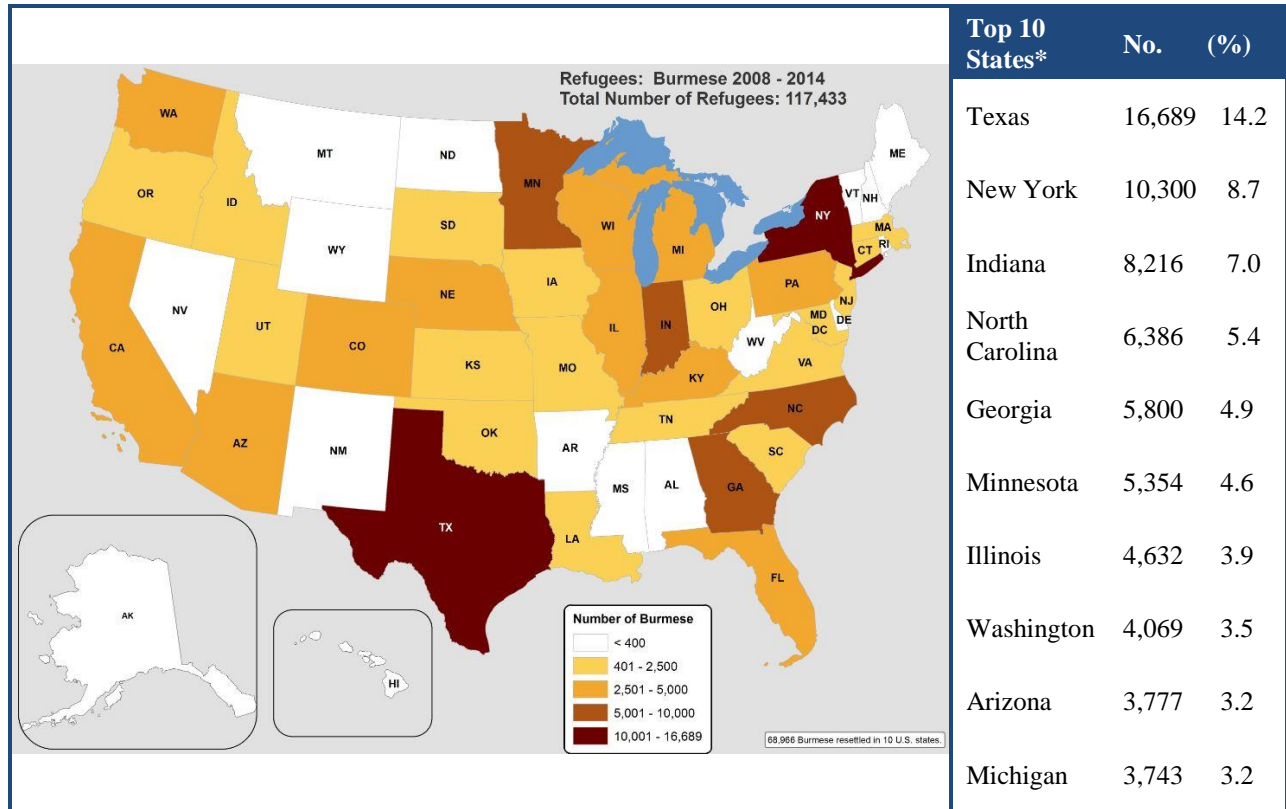 Refugees: Burmese 2008 - 2014
Total Number of Refugees: 117,433
WA
MT
ND
MN
ME
OR
ID
SD
WI
MI
VT
NH
NY
MA
CT
RI
WY
IA
NE
PA
NJ
NV
UT
CO
IL
IN
OH
MD
DE
DC
WV
VA
CA
KS
MO
KY
AZ
NM
OK
AR
TN
NC
SC
MS
AL
GA
TX
LA
FL
AK
HI
Number of Burmese
< 400
401 - 2,500
2,501 - 5,000
5,001 - 10,000
10,001 - 16,689
68,966 Burmese resettled in 10 U.S. states.
Top 10 No. (%)
States*
Texas 16,689 14.2
New York 10,300 8.7
Indiana 8,216 7.0
North
Carolina 6,386 5.4
Georgia 5,800 4.9
Minnesota 5,354 4.6
Illinois 4,632 3.9
Washington 4,069 3.5
Arizona 3,777 3.2
Michigan 3,743 3.2